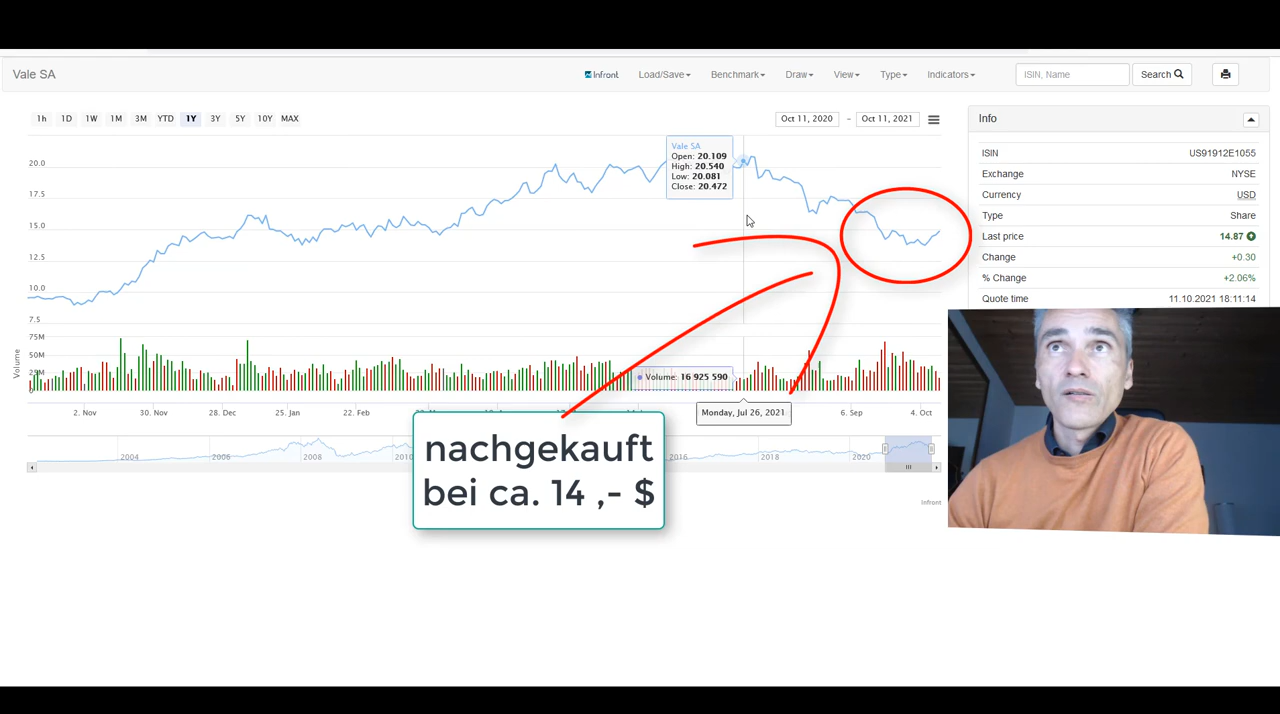 Vale SA
Infront
Load/Save
Benchmark
Draw
View
Type
Indicators
ISIN, Name
Search
1h 1D 1W 1M 3M YTD 1Y 3Y 5Y 10Y MAX
Oct 11, 2020 – Oct 11, 2021
20.0
17.5
15.0
12.5
10.0
7.5
Vale SA
Open: 20.109
High: 20.540
Low: 20.081
Close: 20.472
75M
50M
0
Volume
Volume: 16 925 590
2. Nov
30. Nov
28. Dec
25. Jan
22. Feb
Monday, Jul 26, 2021
6. Sep
4. Oct
2004
2006
2008
2018
2020
Infront
nachgekauft
bei ca. 14 ,- $
Info
ISIN US91912E1055
Exchange NYSE
Currency USD
Type Share
Last price 14.87
Change +0.30
% Change +2.06%
Quote time 11.10.2021 18:11:14